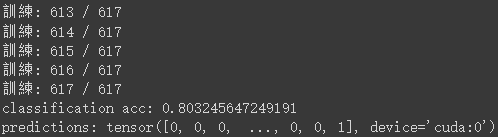 訓練: 613 / 617
訓練: 614 / 617
訓練: 615 / 617
訓練: 616 / 617
訓練: 617 / 617
classification acc: 0.803245647249191
predictions: tensor([0, 0, 0,  ..., 0, 0, 1], device='cuda:0')